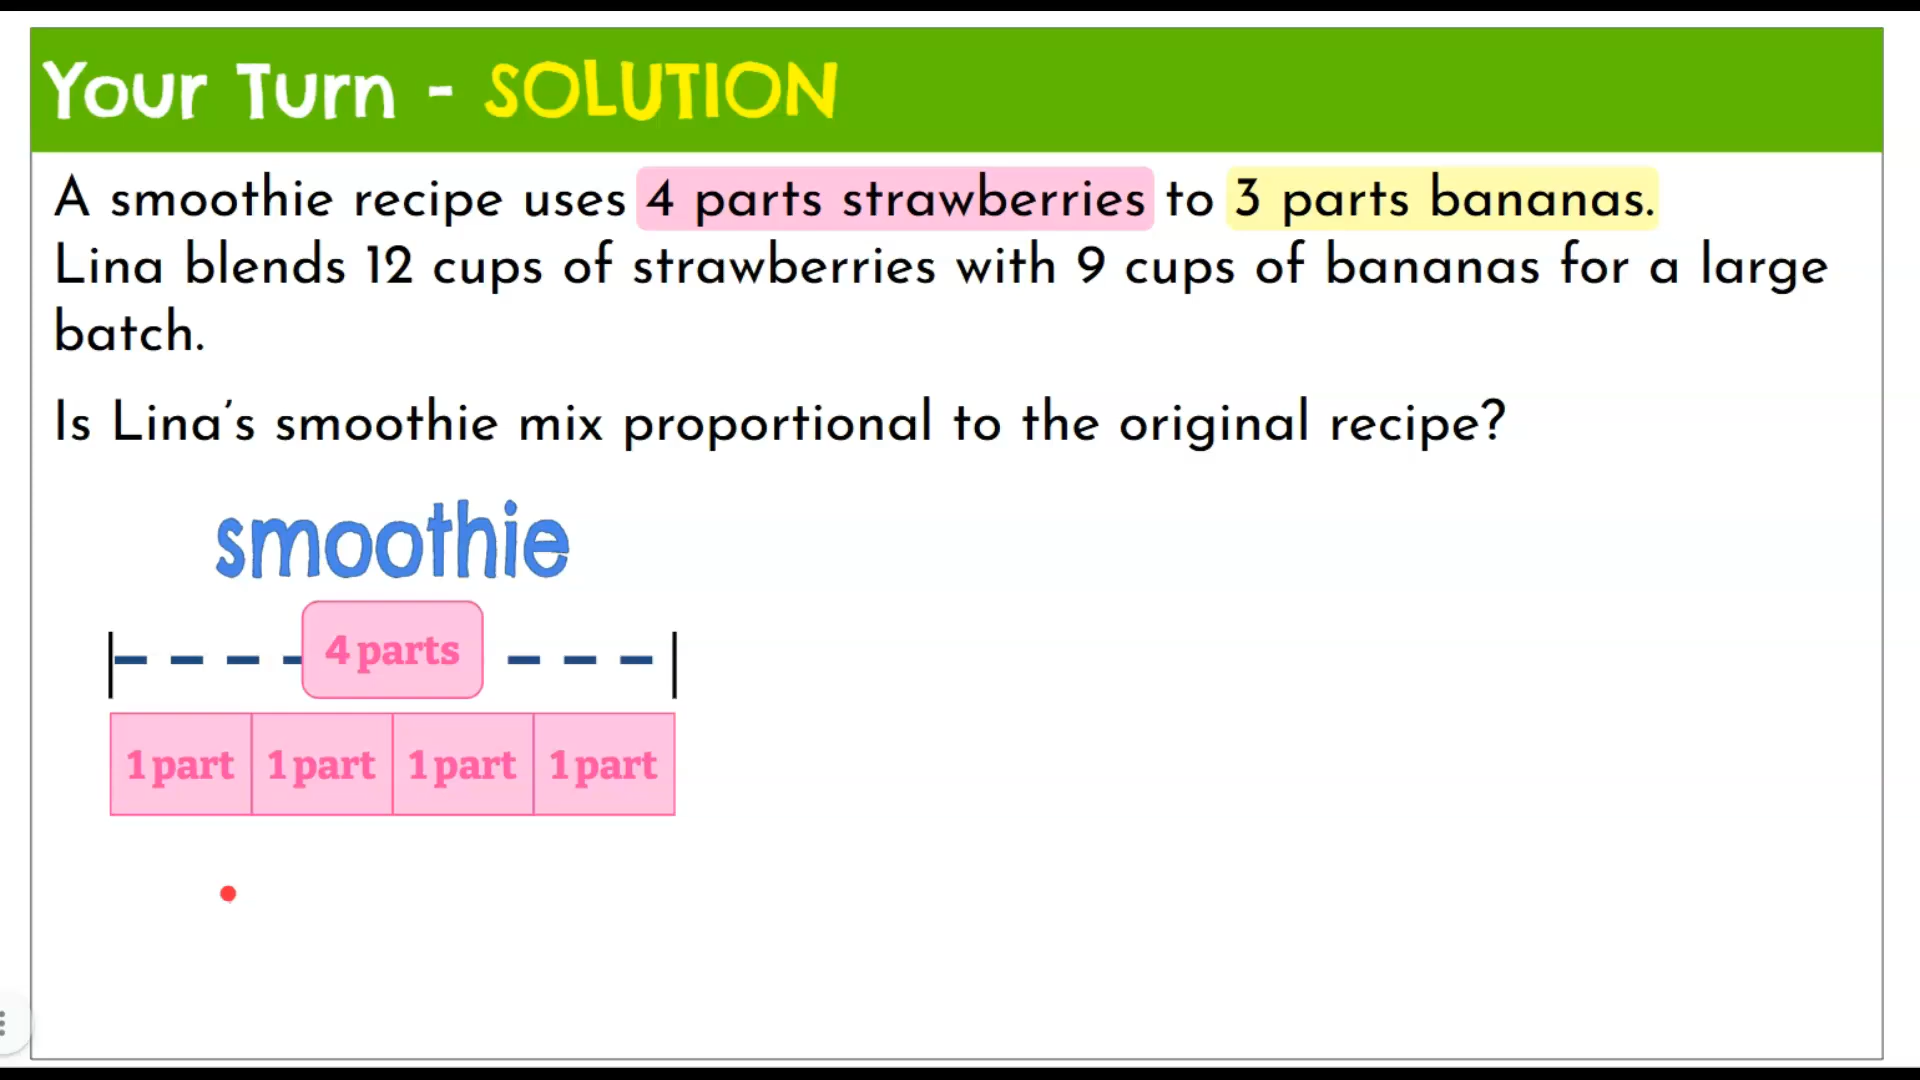 Your Turn - SOLUTION
A smoothie recipe uses 4 parts strawberries to 3 parts bananas.
Lina blends 12 cups of strawberries with 9 cups of bananas for a large
batch.
Is Lina's smoothie mix proportional to the original recipe?
smoothie
4 parts
1 part 1 part 1 part 1 part